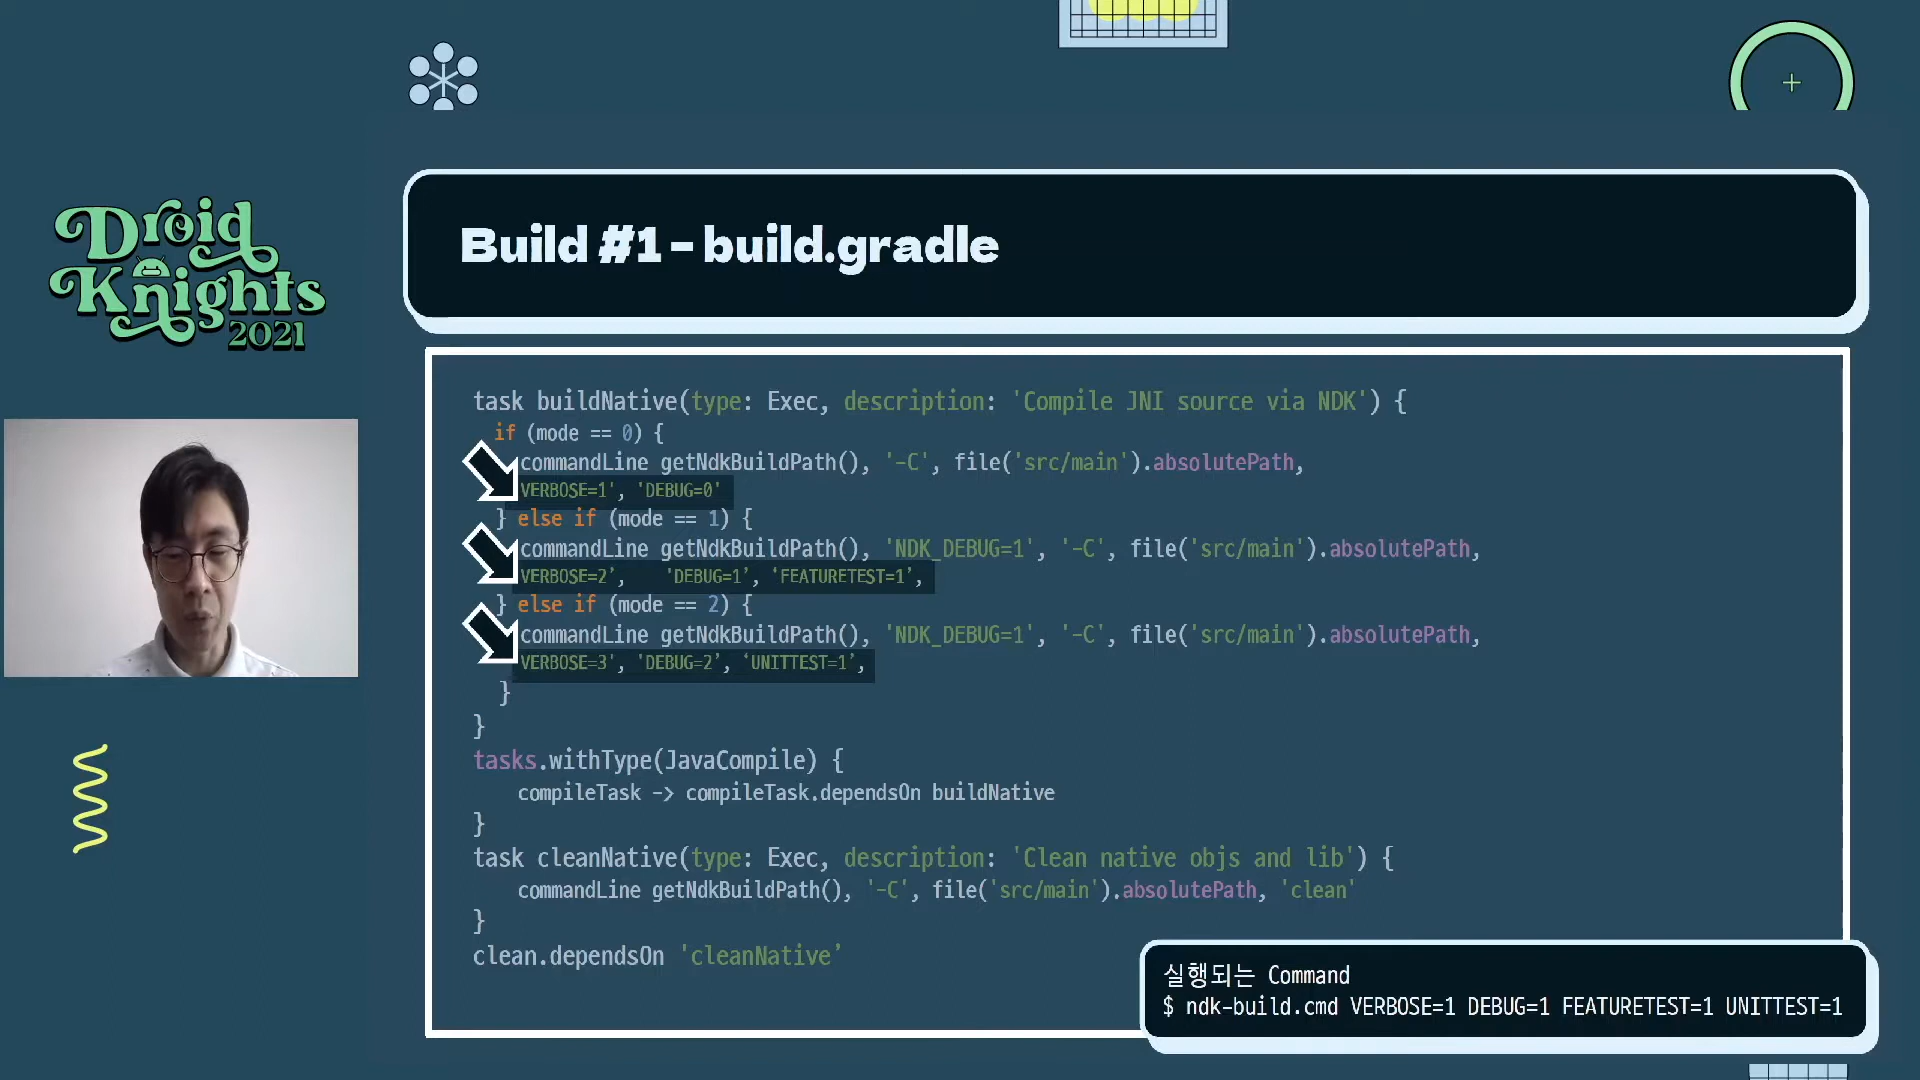 Droid
Knights
2021
Build #1 – build.gradle
task buildNative(type: Exec, description: 'Compile JNI source via NDK') {
if (mode == 0) {
commandLine getNdkBuildPath(), '-C', file('src/main').absolutePath,
VERBOSE=1', 'DEBUG=0'
} else if (mode == 1) {
commandLine getNdkBuildPath(), 'NDK_DEBUG=1', '-C', file('src/main').absolutePath,
VERBOSE=2’, 'DEBUG=1’, ‘FEATURETEST=1’,
} else if (mode == 2) {
commandLine getNdkBuildPath(), 'NDK_DEBUG=1', '-C', file('src/main').absolutePath,
VERBOSE=3', 'DEBUG=2’, ‘UNITTEST=1’,
}
}
tasks.withType(JavaCompile) {
compileTask -> compileTask.dependsOn buildNative
}
task cleanNative(type: Exec, description: 'Clean native objs and lib') {
commandLine getNdkBuildPath(), '-C', file('src/main').absolutePath, 'clean'
}
clean.dependsOn 'cleanNative’
실행되는 Command
$ ndk-build.cmd VERBOSE=1 DEBUG=1 FEATURETEST=1 UNITTEST=1